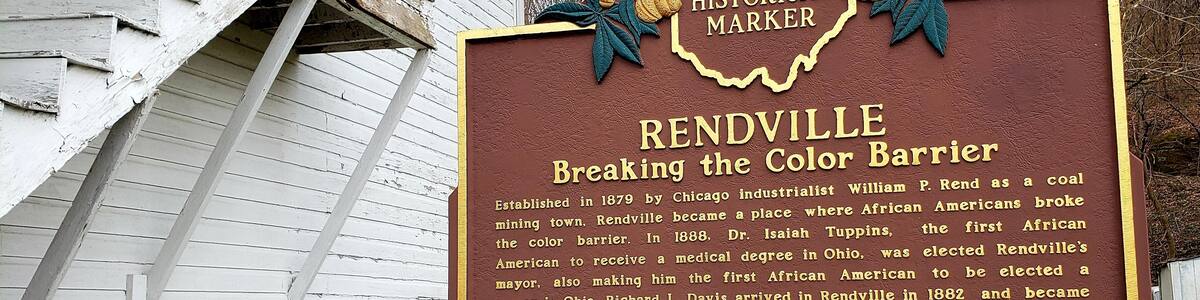 HISTORICAL
MARKER
RENDVILLE
Breaking the Color Barrier
Established in 1879 by Chicago industrialist William P. Rend as a coal
mining town, Rendville became a place where African Americans broke
the color barrier. In 1888, Dr. Isaiah Tuppins, the first African
American to receive a medical degree in Ohio, was elected Rendville's
mayor, also making him the first African American to be elected a
in Ohio. Richard L. Davis arrived in Rendville in 1882 and became